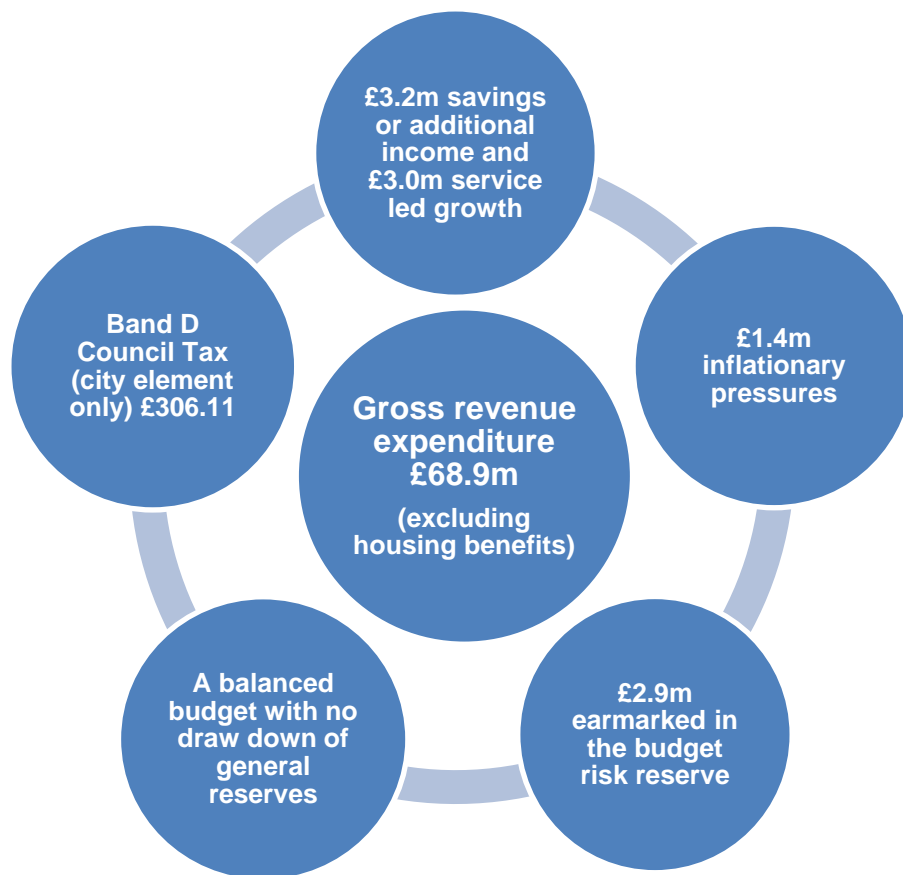 £3.2m savings
or additional
income and
£3.0m service
led growth
£1.4m
inflationary
pressures
£2.9m
earmarked in
the budget
risk reserve
A balanced
budget with no
draw down of
general
reserves
Band D
Council Tax
(city element
only) £306.11
Gross revenue
expenditure
£68.9m
(excluding
housing benefits)